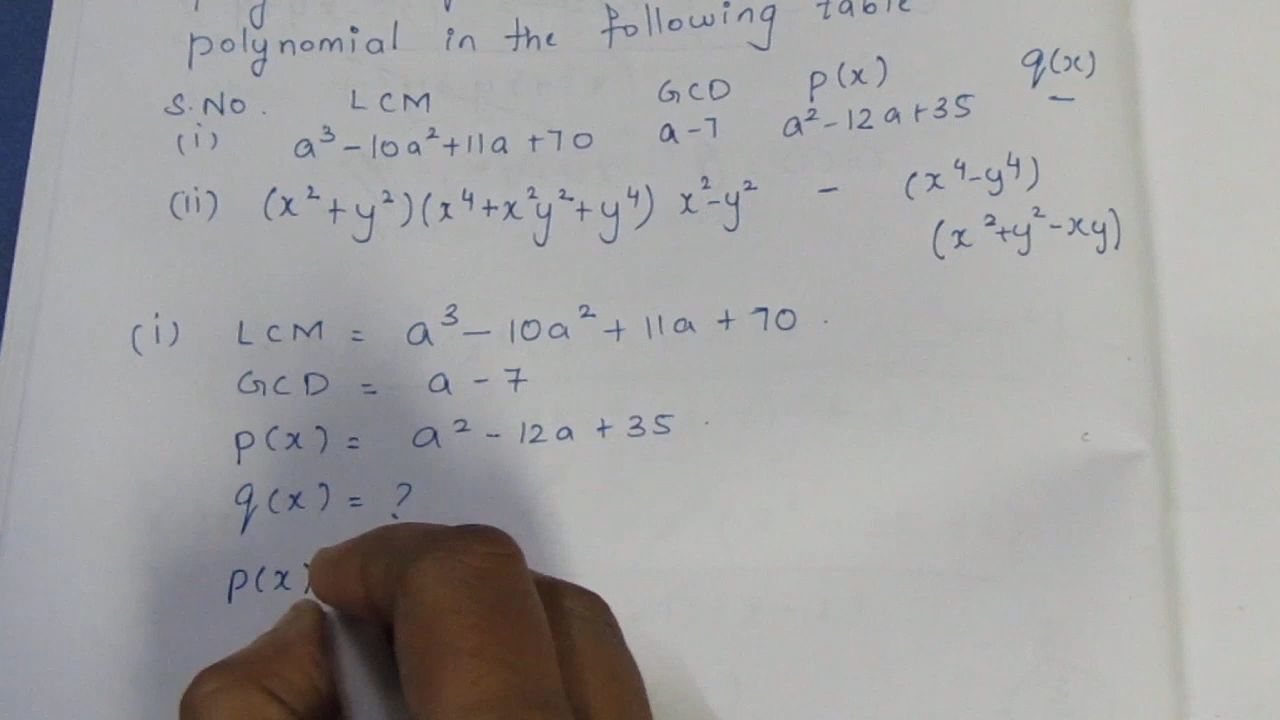 polynomial in the following table
S.No. LCM GCD p(x) q(x)
(i) a³-10a²+11a+70 a-7 a²-12a+35 -
(ii) (x²+y²)(x⁴+x²y²+y⁴) x²-y² - (x⁴-y⁴)
(x²+y²-xy)
(i) LCM = a³-10a²+11a+70.
GCD = a-7
p(x) = a²-12a+35.
q(x) = ?
p(x)